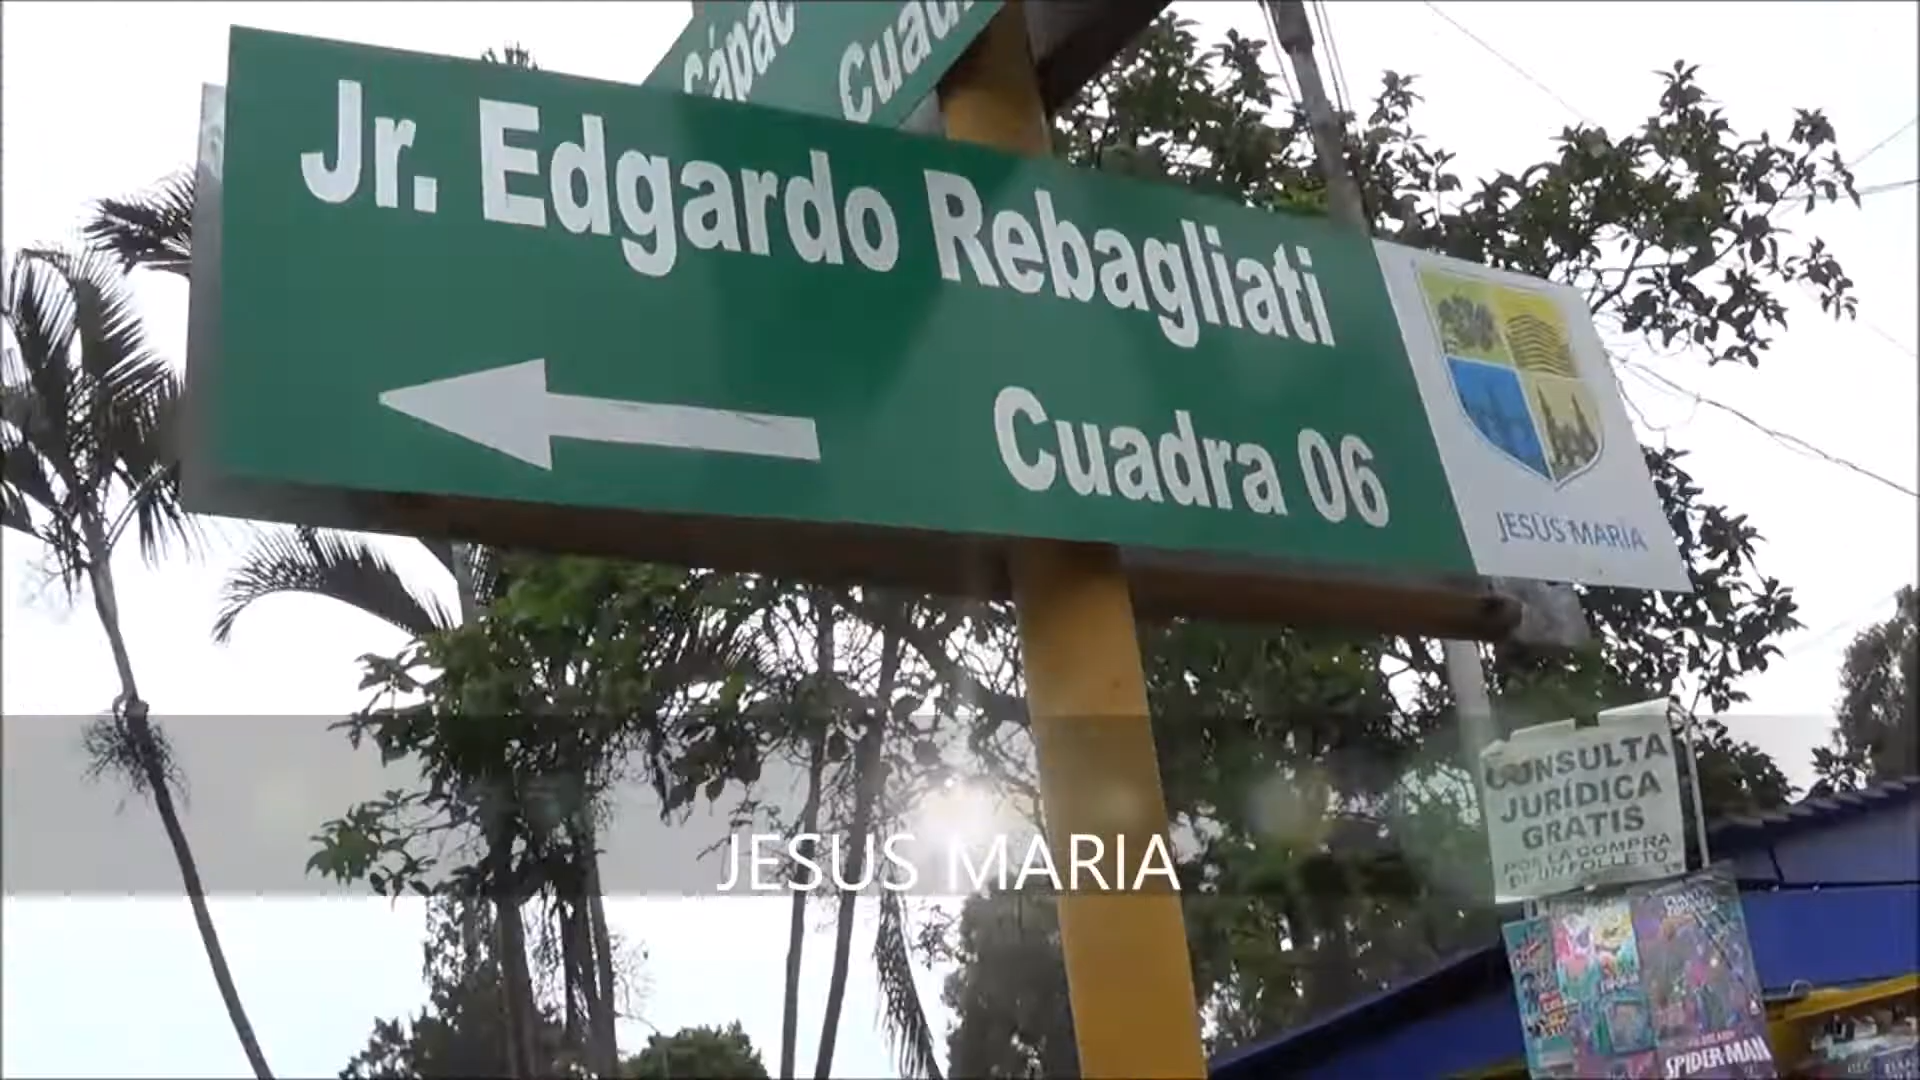 Cápac
Cuad
Jr. Edgardo Rebagliati
Cuadra 06
JESÚS MARÍA
CONSULTA
JURÍDICA
GRATIS
POR LA COMPRA
DE UN FOLLETO
JESUS MARIA
SPIDER-MAN